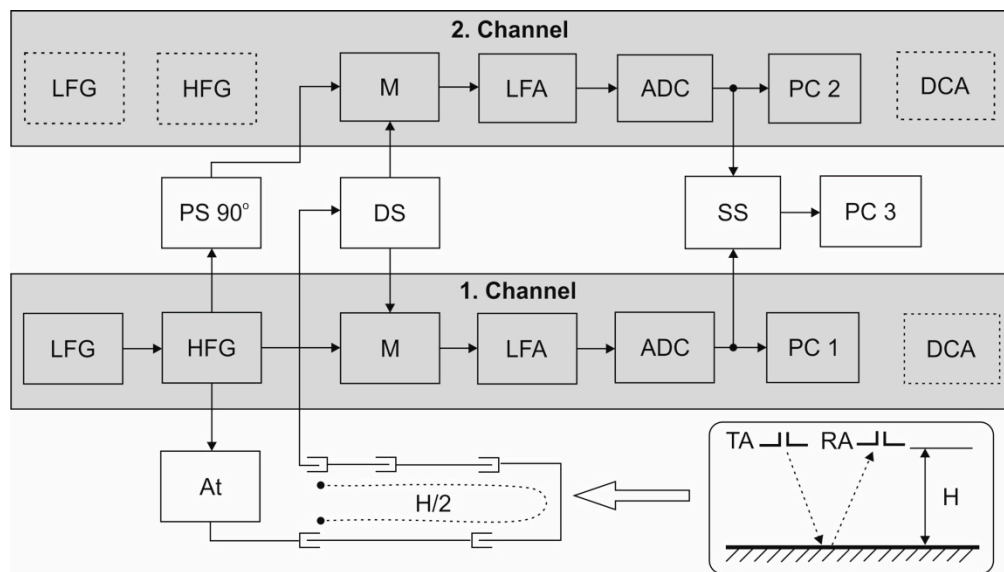 2. Channel
LFG HFG M LFA ADC PC 2 DCA
PS 90° DS SS PC 3
1. Channel
LFG HFG M LFA ADC PC 1 DCA
At H/2 TA RA H